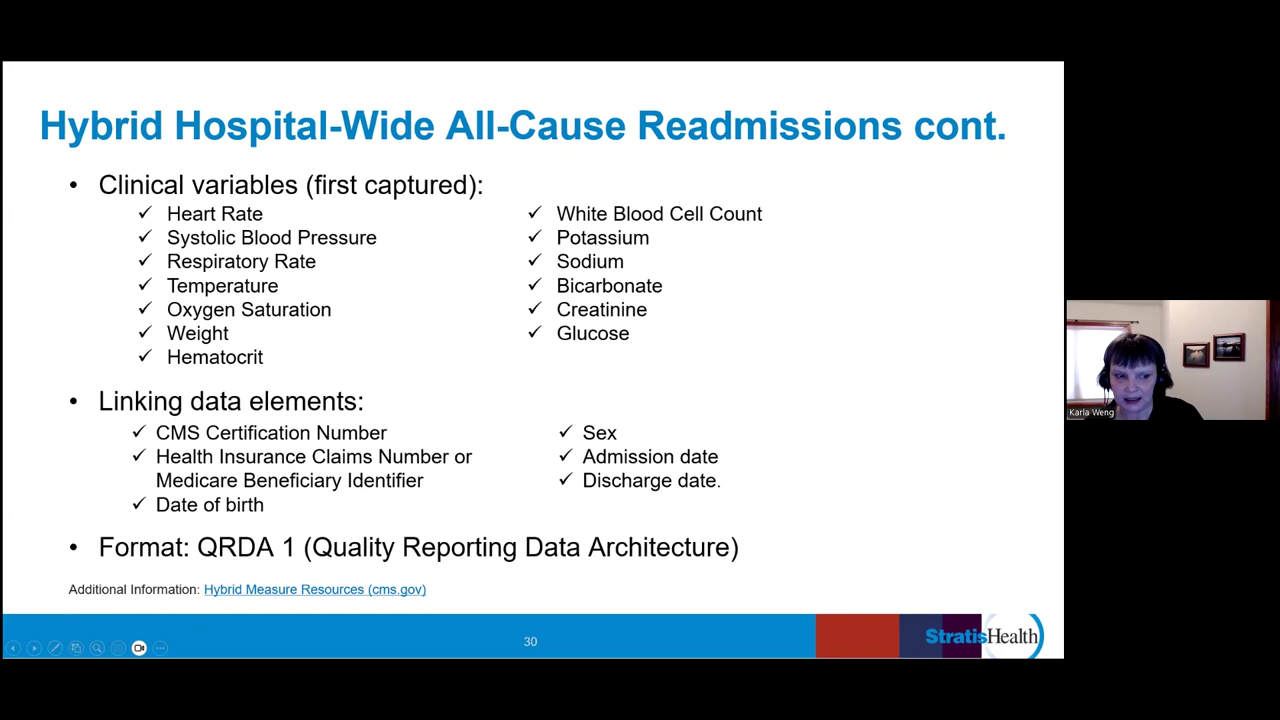 Hybrid Hospital-Wide All-Cause Readmissions cont.
• Clinical variables (first captured):
✓ Heart Rate
✓ Systolic Blood Pressure
✓ Respiratory Rate
✓ Temperature
✓ Oxygen Saturation
✓ Weight
✓ Hematocrit
✓ White Blood Cell Count
✓ Potassium
✓ Sodium
✓ Bicarbonate
✓ Creatinine
✓ Glucose
• Linking data elements:
✓ CMS Certification Number
✓ Health Insurance Claims Number or
Medicare Beneficiary Identifier
✓ Date of birth
✓ Sex
✓ Admission date
✓ Discharge date.
• Format: QRDA 1 (Quality Reporting Data Architecture)
Additional Information: Hybrid Measure Resources (cms.gov)
30
StratisHealth
Karla Weng